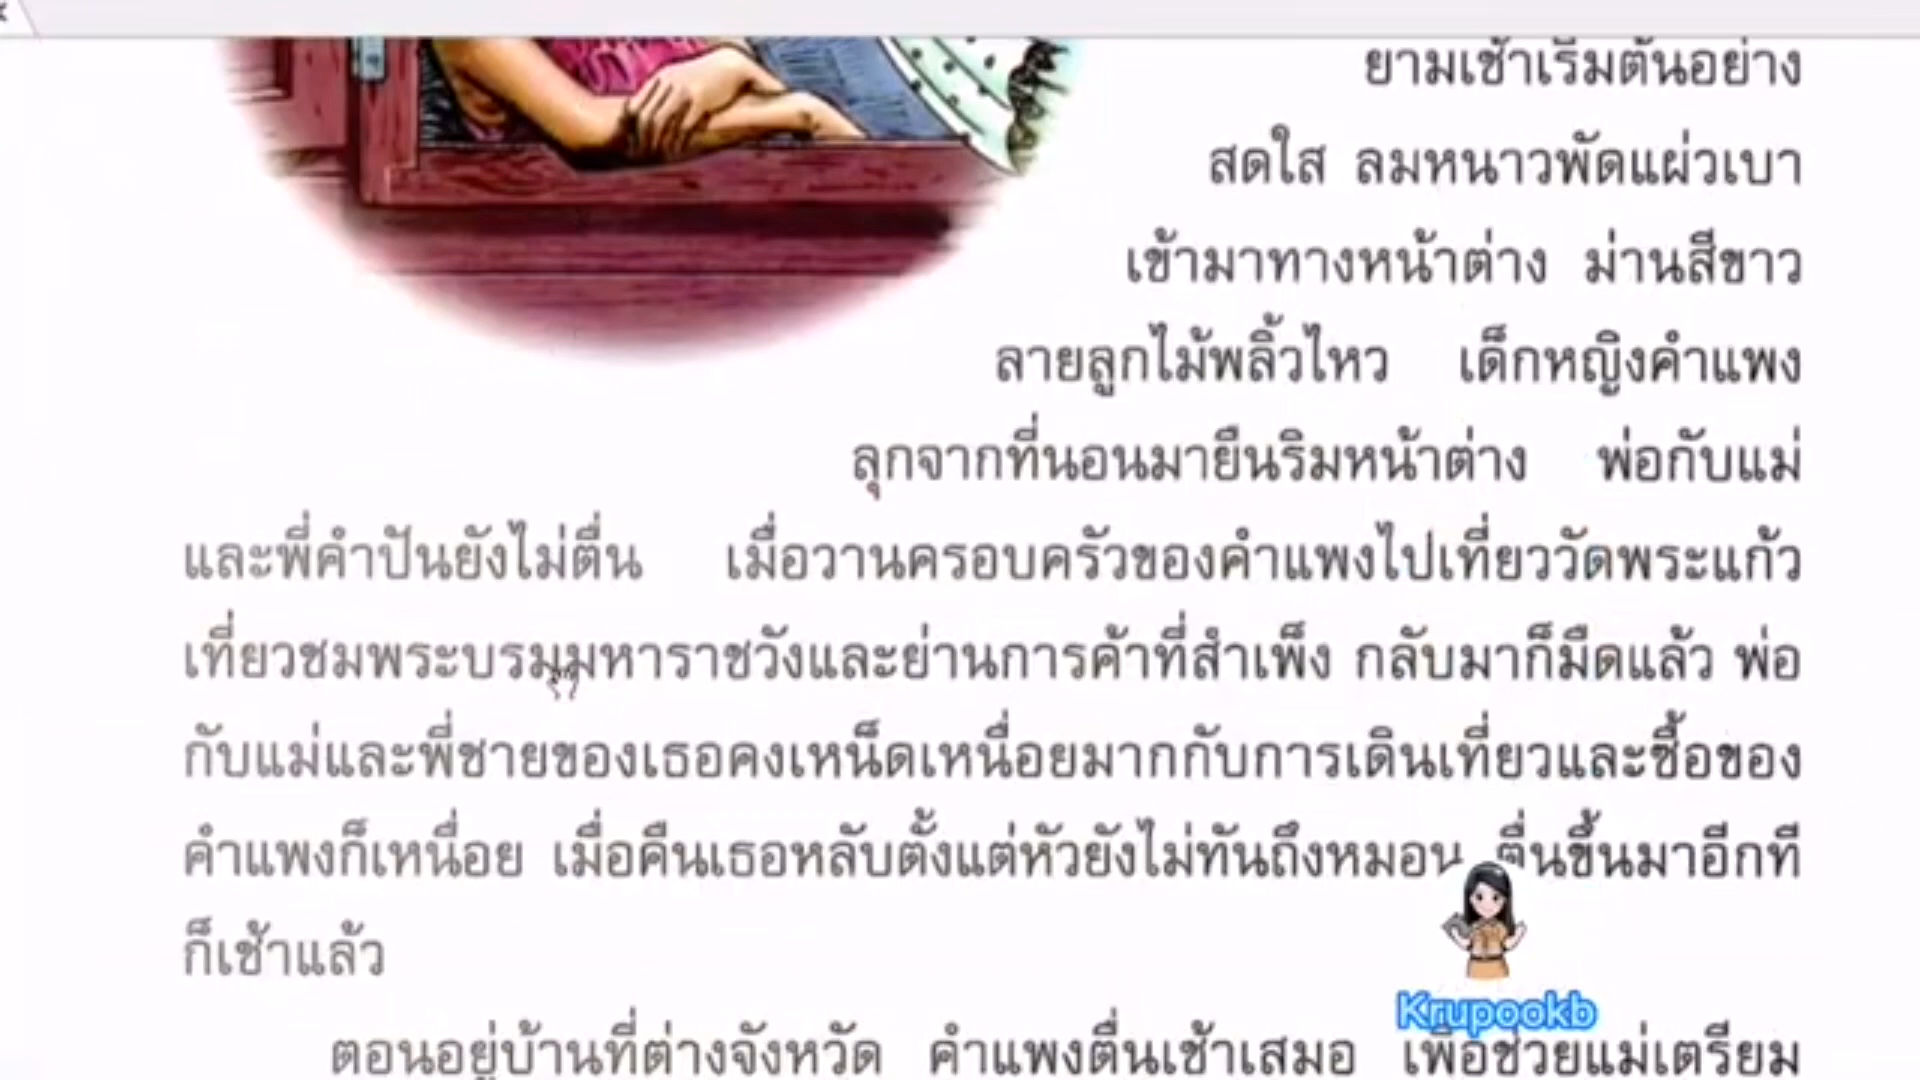 ยามเช้าเริ่มต้นอย่าง
สดใส ลมหนาวพัดแผ่วเบา
เข้ามาทางหน้าต่าง ม่านสีขาว
ลายลูกไม้พลิ้วไหว เด็กหญิงคำแพง
ลุกจากที่นอนมายืนริมหน้าต่าง พ่อกับแม่
และพี่คำปันยังไม่ตื่น เมื่อวานครอบครัวของคำแพงไปเที่ยววัดพระแก้ว
เที่ยวชมพระบรมมหาราชวังและย่านการค้าที่สำเพ็ง กลับมาก็มืดแล้ว พ่อ
กับแม่และพี่ชายของเธอคงเหน็ดเหนื่อยมากกับการเดินเที่ยวและซื้อของ
คำแพงก็เหนื่อย เมื่อคืนเธอหลับตั้งแต่หัวยังไม่ทันถึงหมอน ตื่นขึ้นมาอีกที
ก็เช้าแล้ว
Krupookb
ตอนอยู่บ้านที่ต่างจังหวัด คำแพงตื่นเช้าเสมอ เพื่อช่วยแม่เตรียม